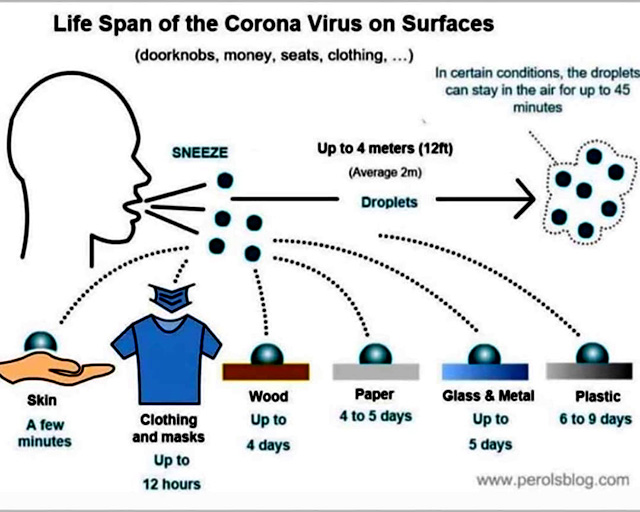 Life Span of the Corona Virus on Surfaces
(doorknobs, money, seats, clothing, ...)
In certain conditions, the droplets
can stay in the air for up to 45
minutes
SNEEZE
Up to 4 meters (12ft)
(Average 2m)
Droplets
Skin
A few
minutes
Clothing
and masks
Up to
12 hours
Wood
Up to
4 days
Paper
4 to 5 days
Glass & Metal
Up to
5 days
Plastic
6 to 9 days
www.perolsblog.com